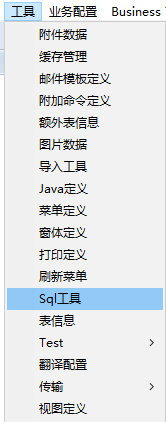 工具 业务配置 Business
附件数据
缓存管理
邮件模板定义
附加命令定义
额外表信息
图片数据
导入工具
Java定义
菜单定义
窗体定义
打印定义
刷新菜单
Sql工具
表信息
Test
翻译配置
传输
视图定义